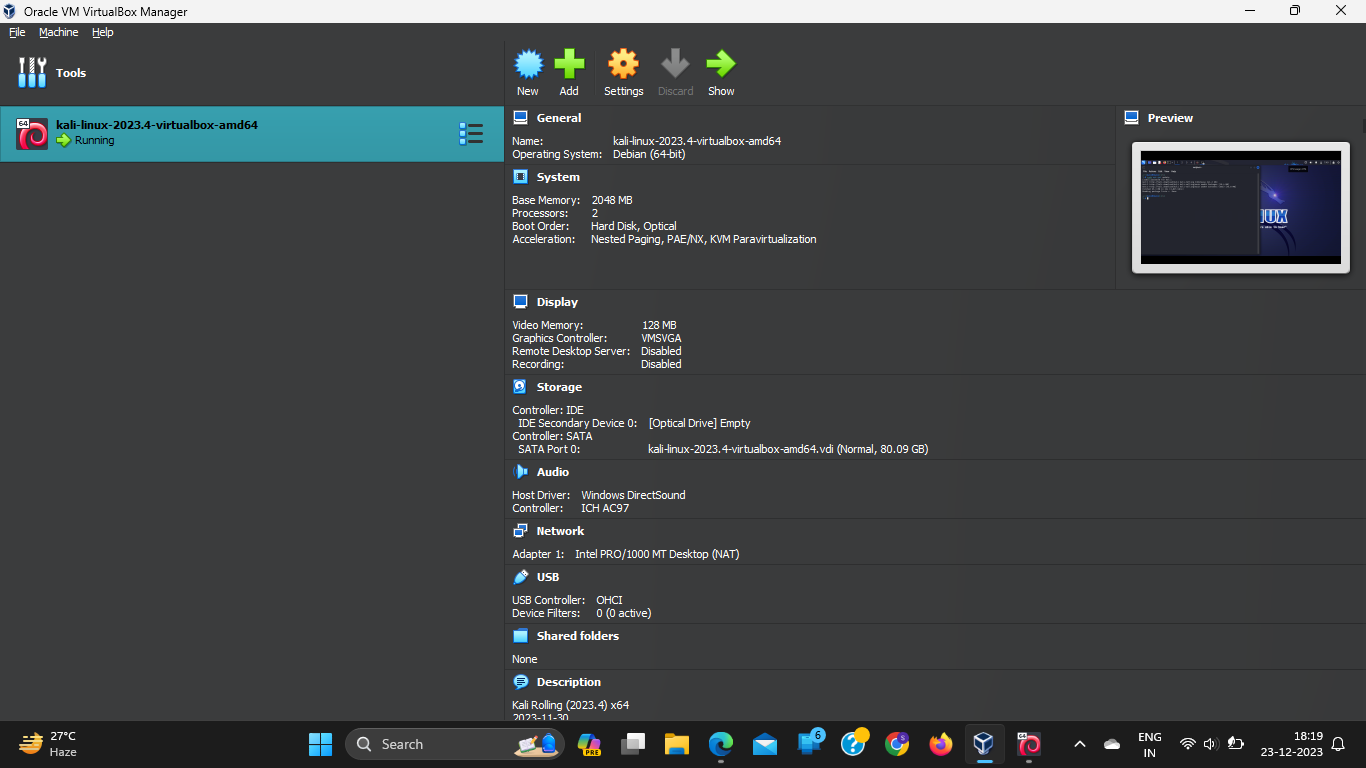 Oracle VM VirtualBox Manager
File Machine Help
Tools
New Add Settings Discard Show
64
kali-linux-2023.4-virtualbox-amd64
Running
General
Name: kali-linux-2023.4-virtualbox-amd64
Operating System: Debian (64-bit)
System
Base Memory: 2048 MB
Processors: 2
Boot Order: Hard Disk, Optical
Acceleration: Nested Paging, PAE/NX, KVM Paravirtualization
Preview
Display
Video Memory: 128 MB
Graphics Controller: VMSVGA
Remote Desktop Server: Disabled
Recording: Disabled
Storage
Controller: IDE
IDE Secondary Device 0: [Optical Drive] Empty
Controller: SATA
SATA Port 0: kali-linux-2023.4-virtualbox-amd64.vdi (Normal, 80.09 GB)
Audio
Host Driver: Windows DirectSound
Controller: ICH AC97
Network
Adapter 1: Intel PRO/1000 MT Desktop (NAT)
USB
USB Controller: OHCI
Device Filters: 0 (0 active)
Shared folders
None
Description
Kali Rolling (2023.4) x64
2023-11-30
27°C
Haze
Search
PRE
6
S
64
ENG
IN
18:19
23-12-2023